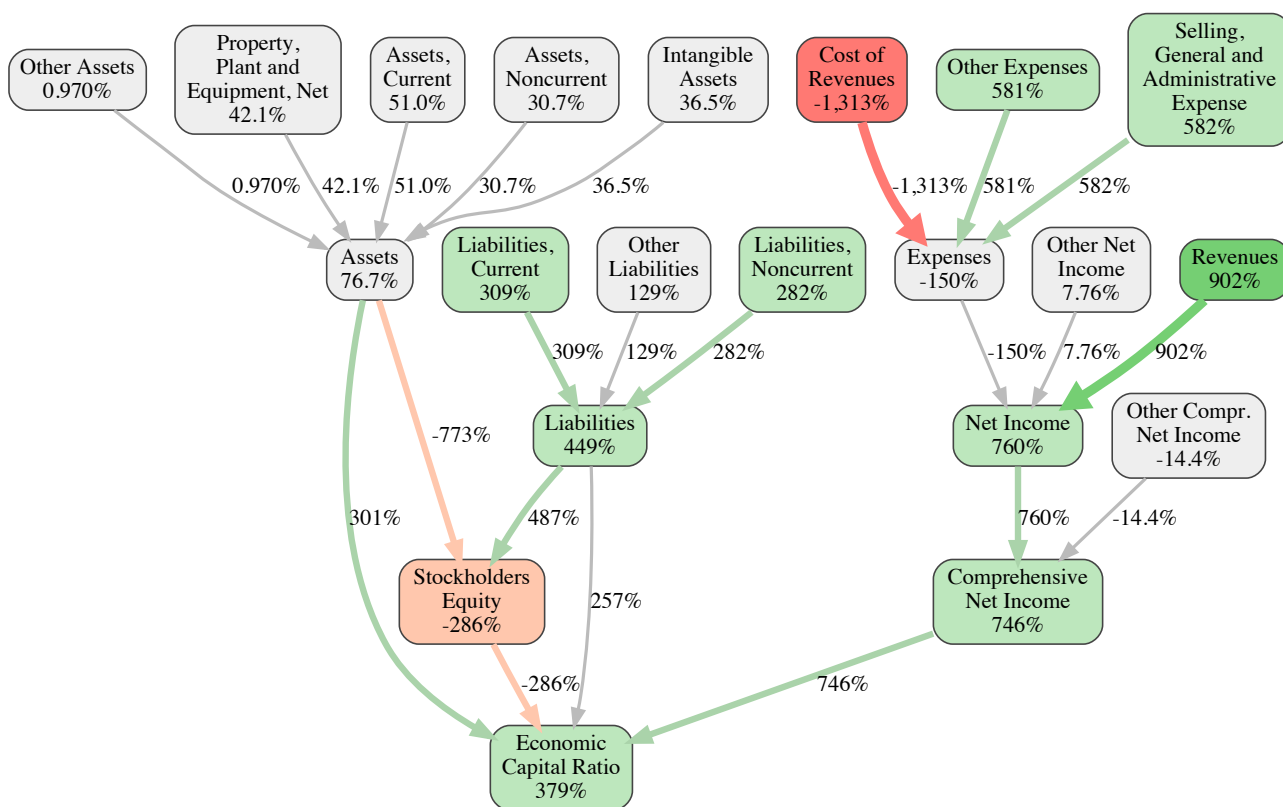 Other Assets
0.970%
Property,
Plant and
Equipment, Net
42.1%
Assets,
Current
51.0%
Assets,
Noncurrent
30.7%
Intangible
Assets
36.5%
Cost of
Revenues
-1,313%
Other Expenses
581%
Selling,
General and
Administrative
Expense
582%
0.970%
42.1%
51.0%
30.7%
36.5%
-1,313%
581%
582%
Assets
76.7%
Liabilities,
Current
309%
Other
Liabilities
129%
Liabilities,
Noncurrent
282%
Expenses
-150%
Other Net
Income
7.76%
Revenues
902%
309%
129%
282%
-150%
7.76%
902%
Liabilities
449%
Net Income
760%
Other Compr.
Net Income
-14.4%
-773%
301%
487%
760%
-14.4%
Stockholders
Equity
-286%
257%
Comprehensive
Net Income
746%
-286%
746%
Economic
Capital Ratio
379%